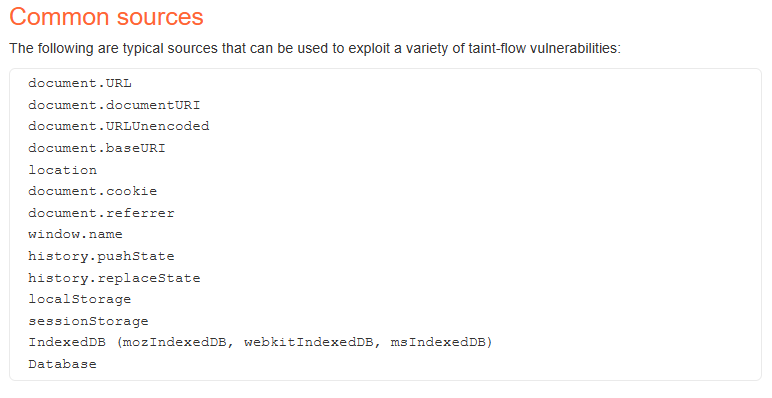 Common sources
The following are typical sources that can be used to exploit a variety of taint-flow vulnerabilities:
document.URL
document.documentURI
document.URLUnencoded
document.baseURI
location
document.cookie
document.referrer
window.name
history.pushState
history.replaceState
localStorage
sessionStorage
IndexedDB (mozIndexedDB, webkitIndexedDB, msIndexedDB)
Database